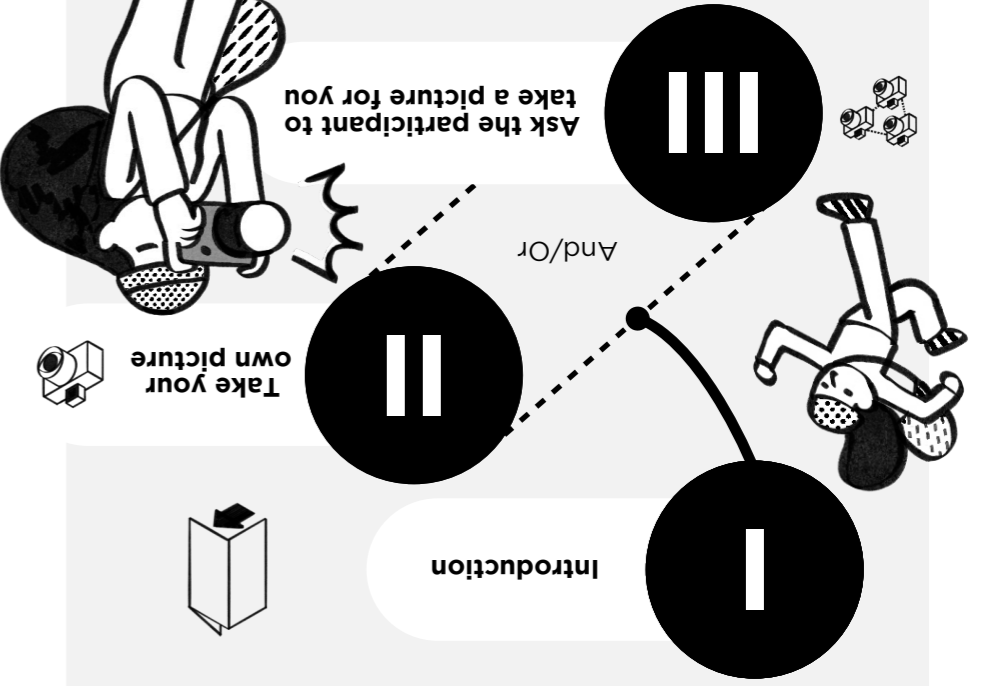 I
Introduction
II
Take your
own picture
And/Or
III
Ask the participant to
take a picture for you